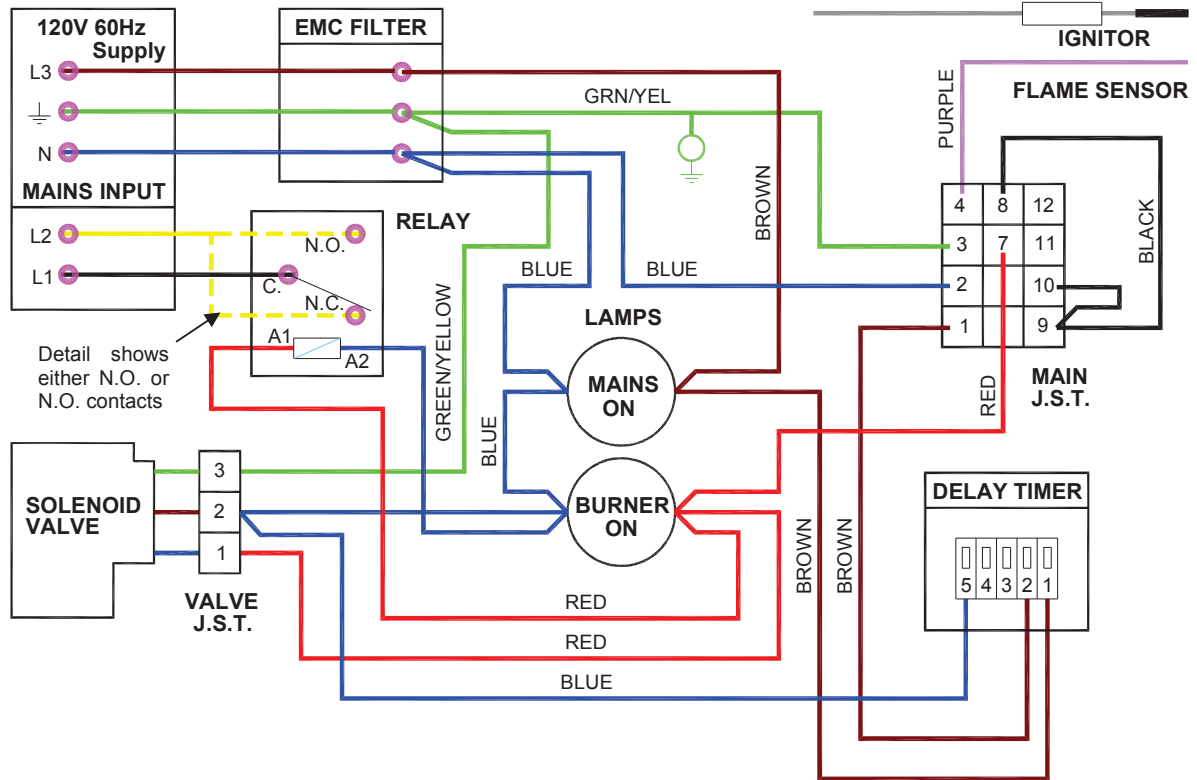 120V 60Hz
Supply
L3
N
MAINS INPUT
L2
L1
EMC FILTER
GRN/YEL
IGNITOR
FLAME SENSOR
PURPLE
BLACK
4
8
12
3
7
11
2
10
1
9
MAIN
J.S.T.
RED
BROWN
RELAY
N.O.
C.
N.C.
A1
A2
Detail shows
either N.O. or
N.O. contacts
BLUE
BLUE
GREEN/YELLOW
BLUE
LAMPS
MAINS
ON
BURNER
ON
SOLENOID
VALVE
3
2
1
VALVE
J.S.T.
RED
RED
BLUE
BROWN
BROWN
DELAY TIMER
5 4 3 2 1